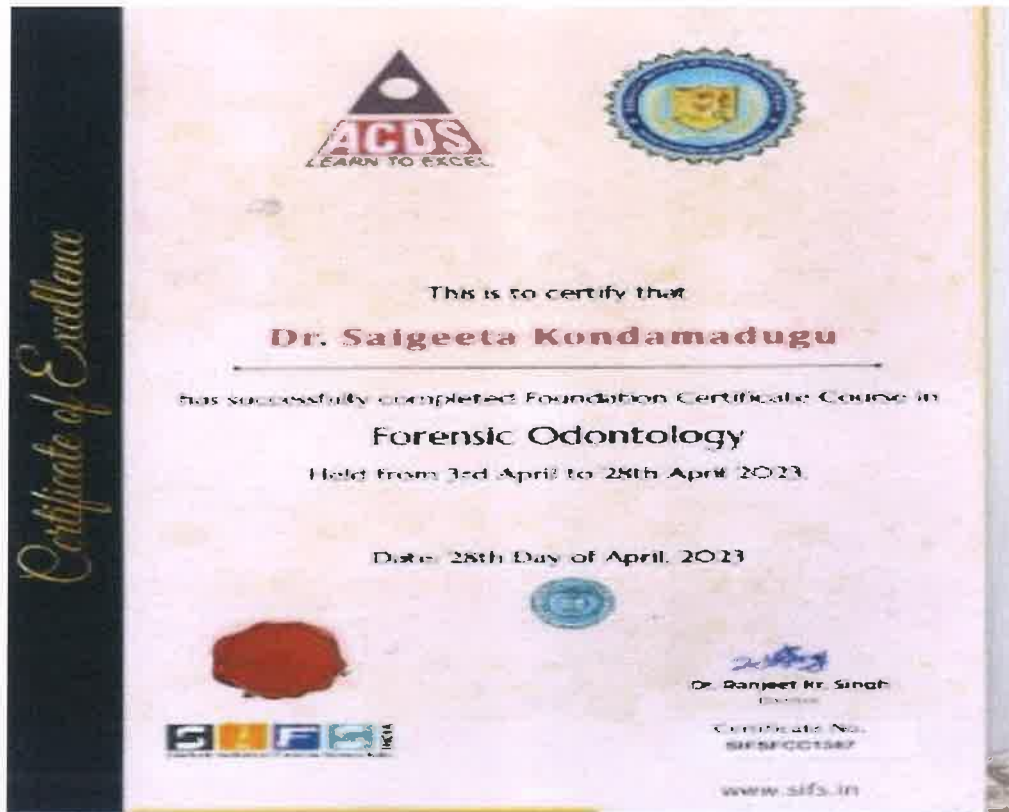 Certificate of Excellence
ACDS
LEARN TO EXCEL
This is to certify that
Dr. Saigeeta Kondamadugu
has successfully completed Foundation Certificate Course in
Forensic Odontology
Held from 3rd April to 28th April 2023
Date: 28th Day of April, 2023
Dr. Ranjeet Kr. Singh
SIFS
INDIA
Certificate No.
www.sifs.in